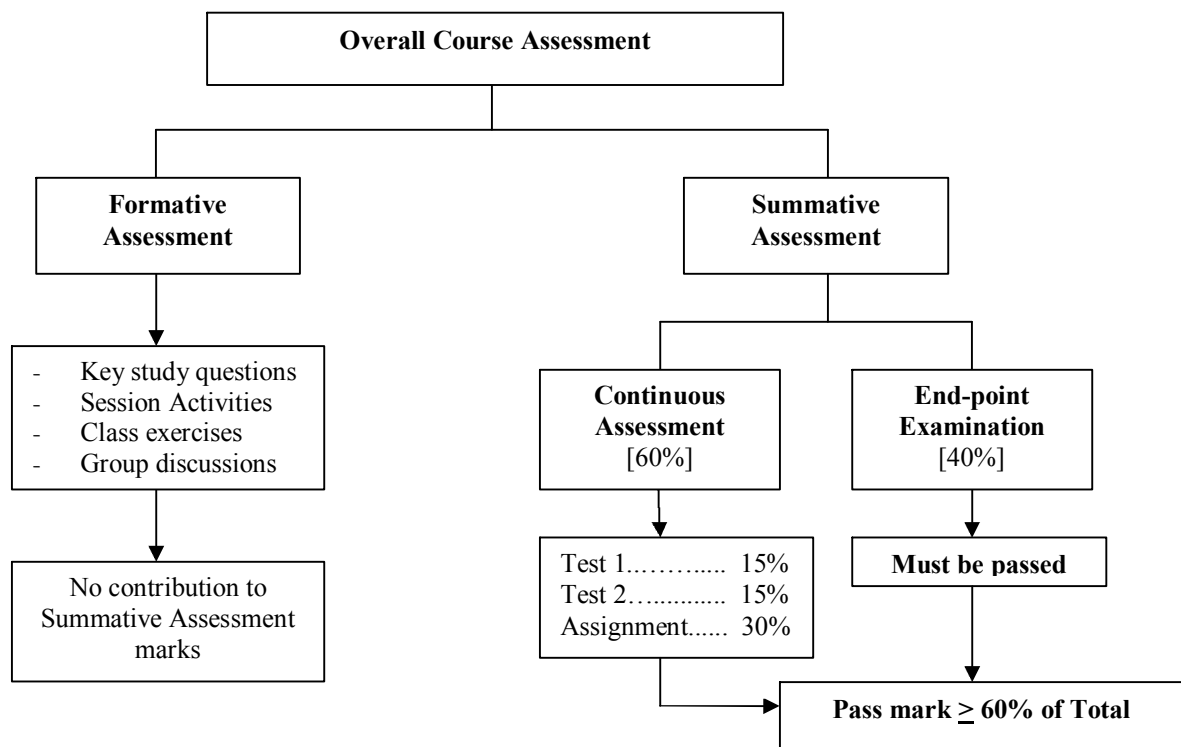 Overall Course Assessment
Formative
Assessment
Summative
Assessment
- Key study questions
- Session Activities
- Class exercises
- Group discussions
Continuous
Assessment
[60%]
End-point
Examination
[40%]
No contribution to
Summative Assessment
marks
Test 1...……..... 15%
Test 2…........... 15%
Assignment...... 30%
Must be passed
Pass mark ≥ 60% of Total